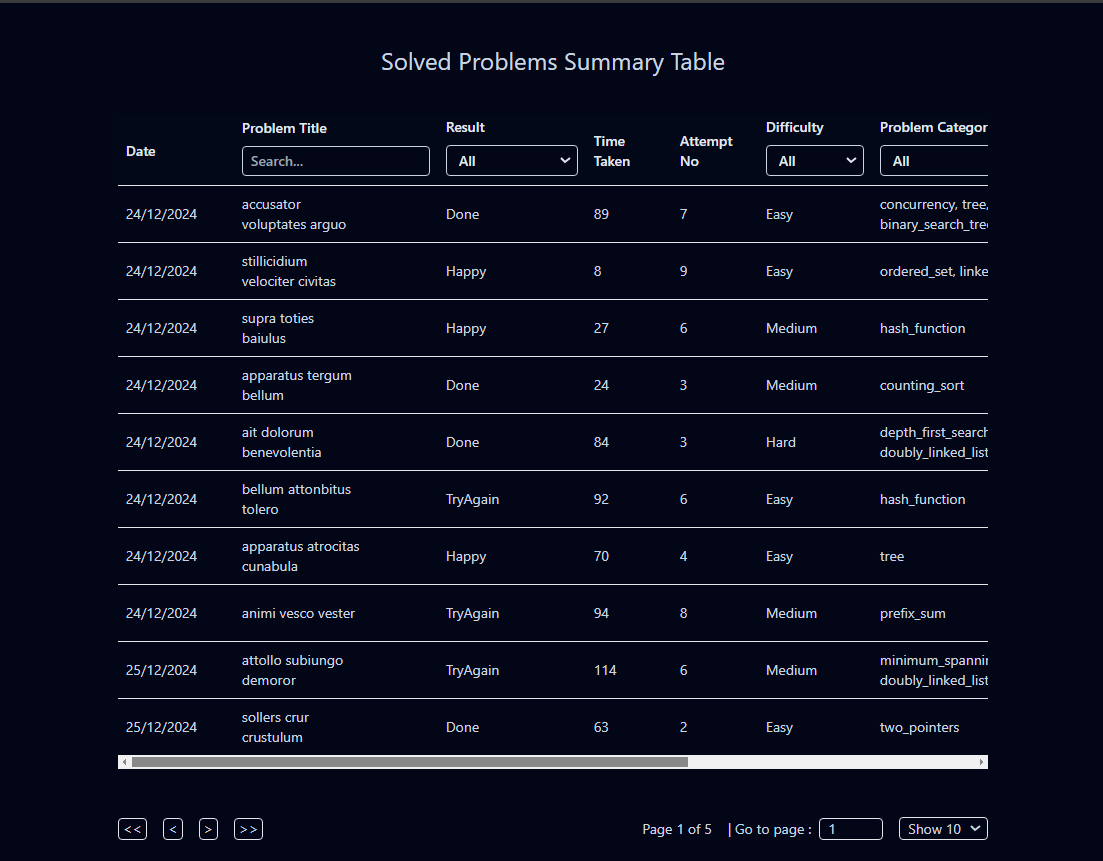 Solved Problems Summary Table
Date
Problem Title
Search...
Result
All
Time
Taken
Attempt
No
Difficulty
All
Problem Categor
All
24/12/2024
accusator
voluptates arguo
Done
89
7
Easy
concurrency, tree,
binary_search_tree
24/12/2024
stillicidium
velociter civitas
Happy
8
9
Easy
ordered_set, linke
24/12/2024
supra toties
baiulus
Happy
27
6
Medium
hash_function
24/12/2024
apparatus tergum
bellum
Done
24
3
Medium
counting_sort
24/12/2024
ait dolorum
benevolentia
Done
84
3
Hard
depth_first_search
doubly_linked_list
24/12/2024
bellum attonbitus
tolero
TryAgain
92
6
Easy
hash_function
24/12/2024
apparatus atrocitas
cunabula
Happy
70
4
Easy
tree
24/12/2024
animi vesco vester
TryAgain
94
8
Medium
prefix_sum
25/12/2024
attollo subiungo
demoror
TryAgain
114
6
Medium
minimum_spannin
doubly_linked_list
25/12/2024
sollers crur
crustulum
Done
63
2
Easy
two_pointers
<< < > >>
Page 1 of 5 | Go to page : 1 Show 10